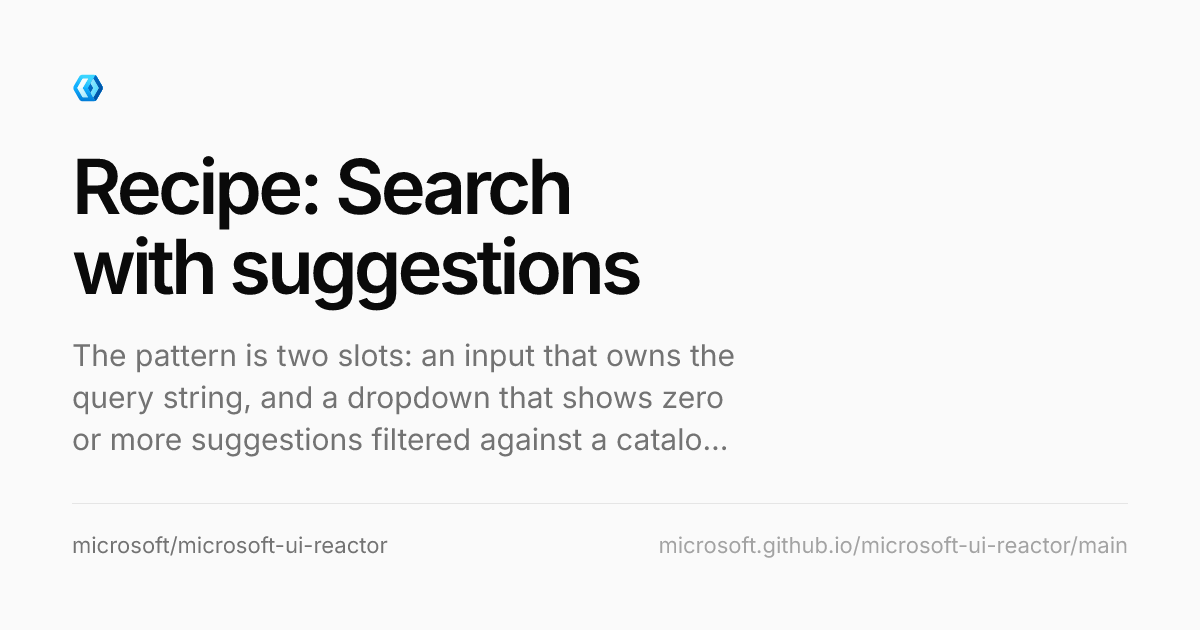 Recipe: Search
with suggestions
The pattern is two slots: an input that owns the
query string, and a dropdown that shows zero
or more suggestions filtered against a catalo...
microsoft/microsoft-ui-reactor
microsoft.github.io/microsoft-ui-reactor/main